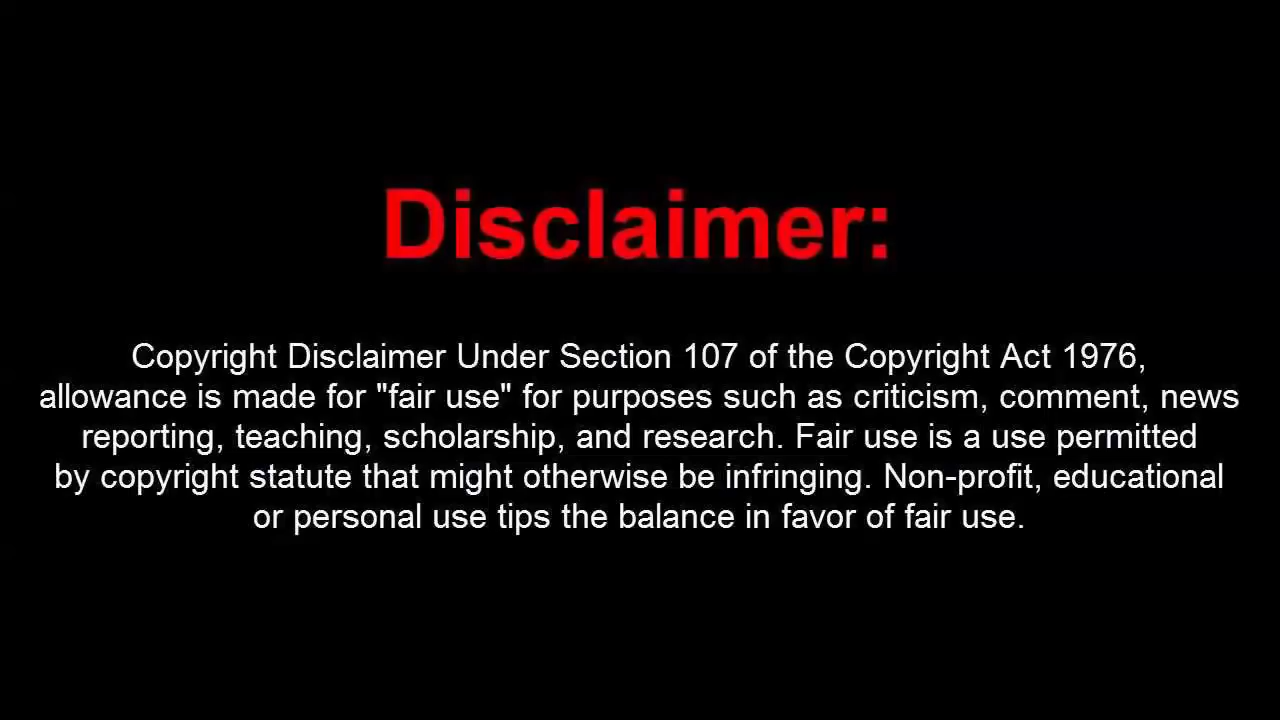 Disclaimer:
Copyright Disclaimer Under Section 107 of the Copyright Act 1976,
allowance is made for "fair use" for purposes such as criticism, comment, news
reporting, teaching, scholarship, and research. Fair use is a use permitted
by copyright statute that might otherwise be infringing. Non-profit, educational
or personal use tips the balance in favor of fair use.